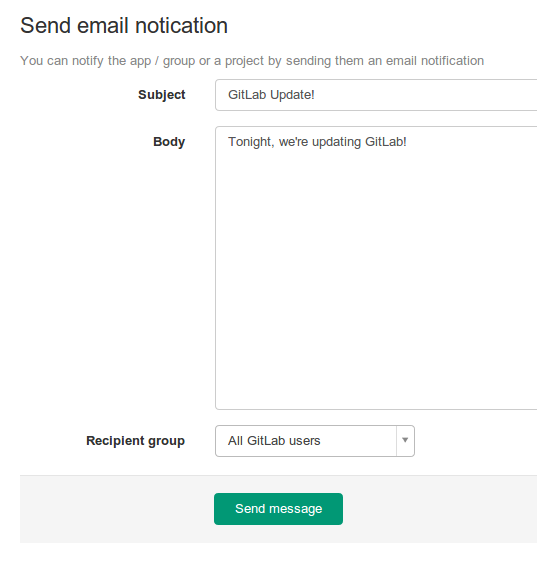 Send email notication
You can notify the app / group or a project by sending them an email notification
Subject GitLab Update!
Body Tonight, we're updating GitLab!
Recipient group All GitLab users
Send message